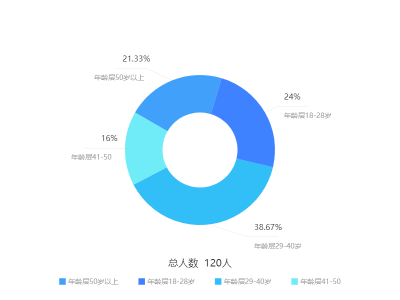 21.33%
年龄层50岁以上
24%
年龄层18-28岁
16%
年龄层41-50
38.67%
年龄层29-40岁
总人数 120人
年龄层50岁以上 年龄层18-28岁 年龄层29-40岁 年龄层41-50